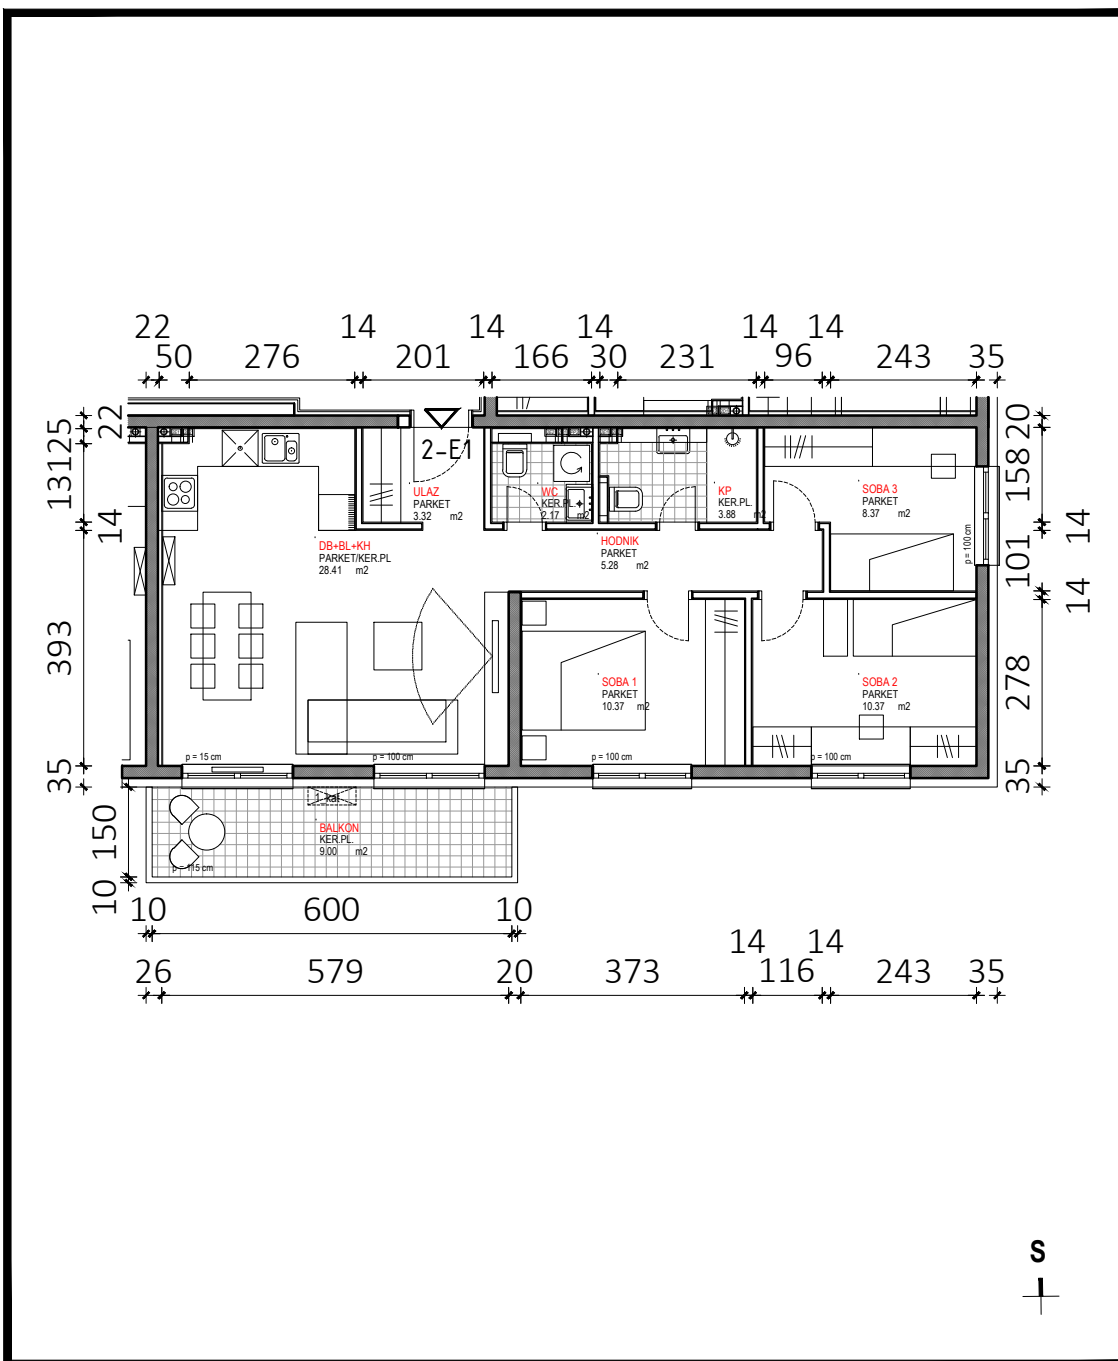 22 14 14 14 14 14
50 276 201 166 30 231 96 243 35
22
25
131
14
393
35
150
10
20
158
14
101
14
278
35
2-E1
ULAZ
PARKET
3.32 m2
WC
KER.PL.
2.17 m2
KP
KER.PL.
3.88 m2
SOBA 3
PARKET
8.37 m2
p = 100 cm
DB+BL+KH
PARKET/KER.PL
28.41 m2
HODNIK
PARKET
5.28 m2
SOBA 1
PARKET
10.37 m2
SOBA 2
PARKET
10.37 m2
p = 15 cm
p = 100 cm
p = 100 cm
p = 100 cm
BALKON
KER.PL.
9.00 m2
p = 115 cm
10 600 10
14 14
26 579 20 373 116 243 35
S